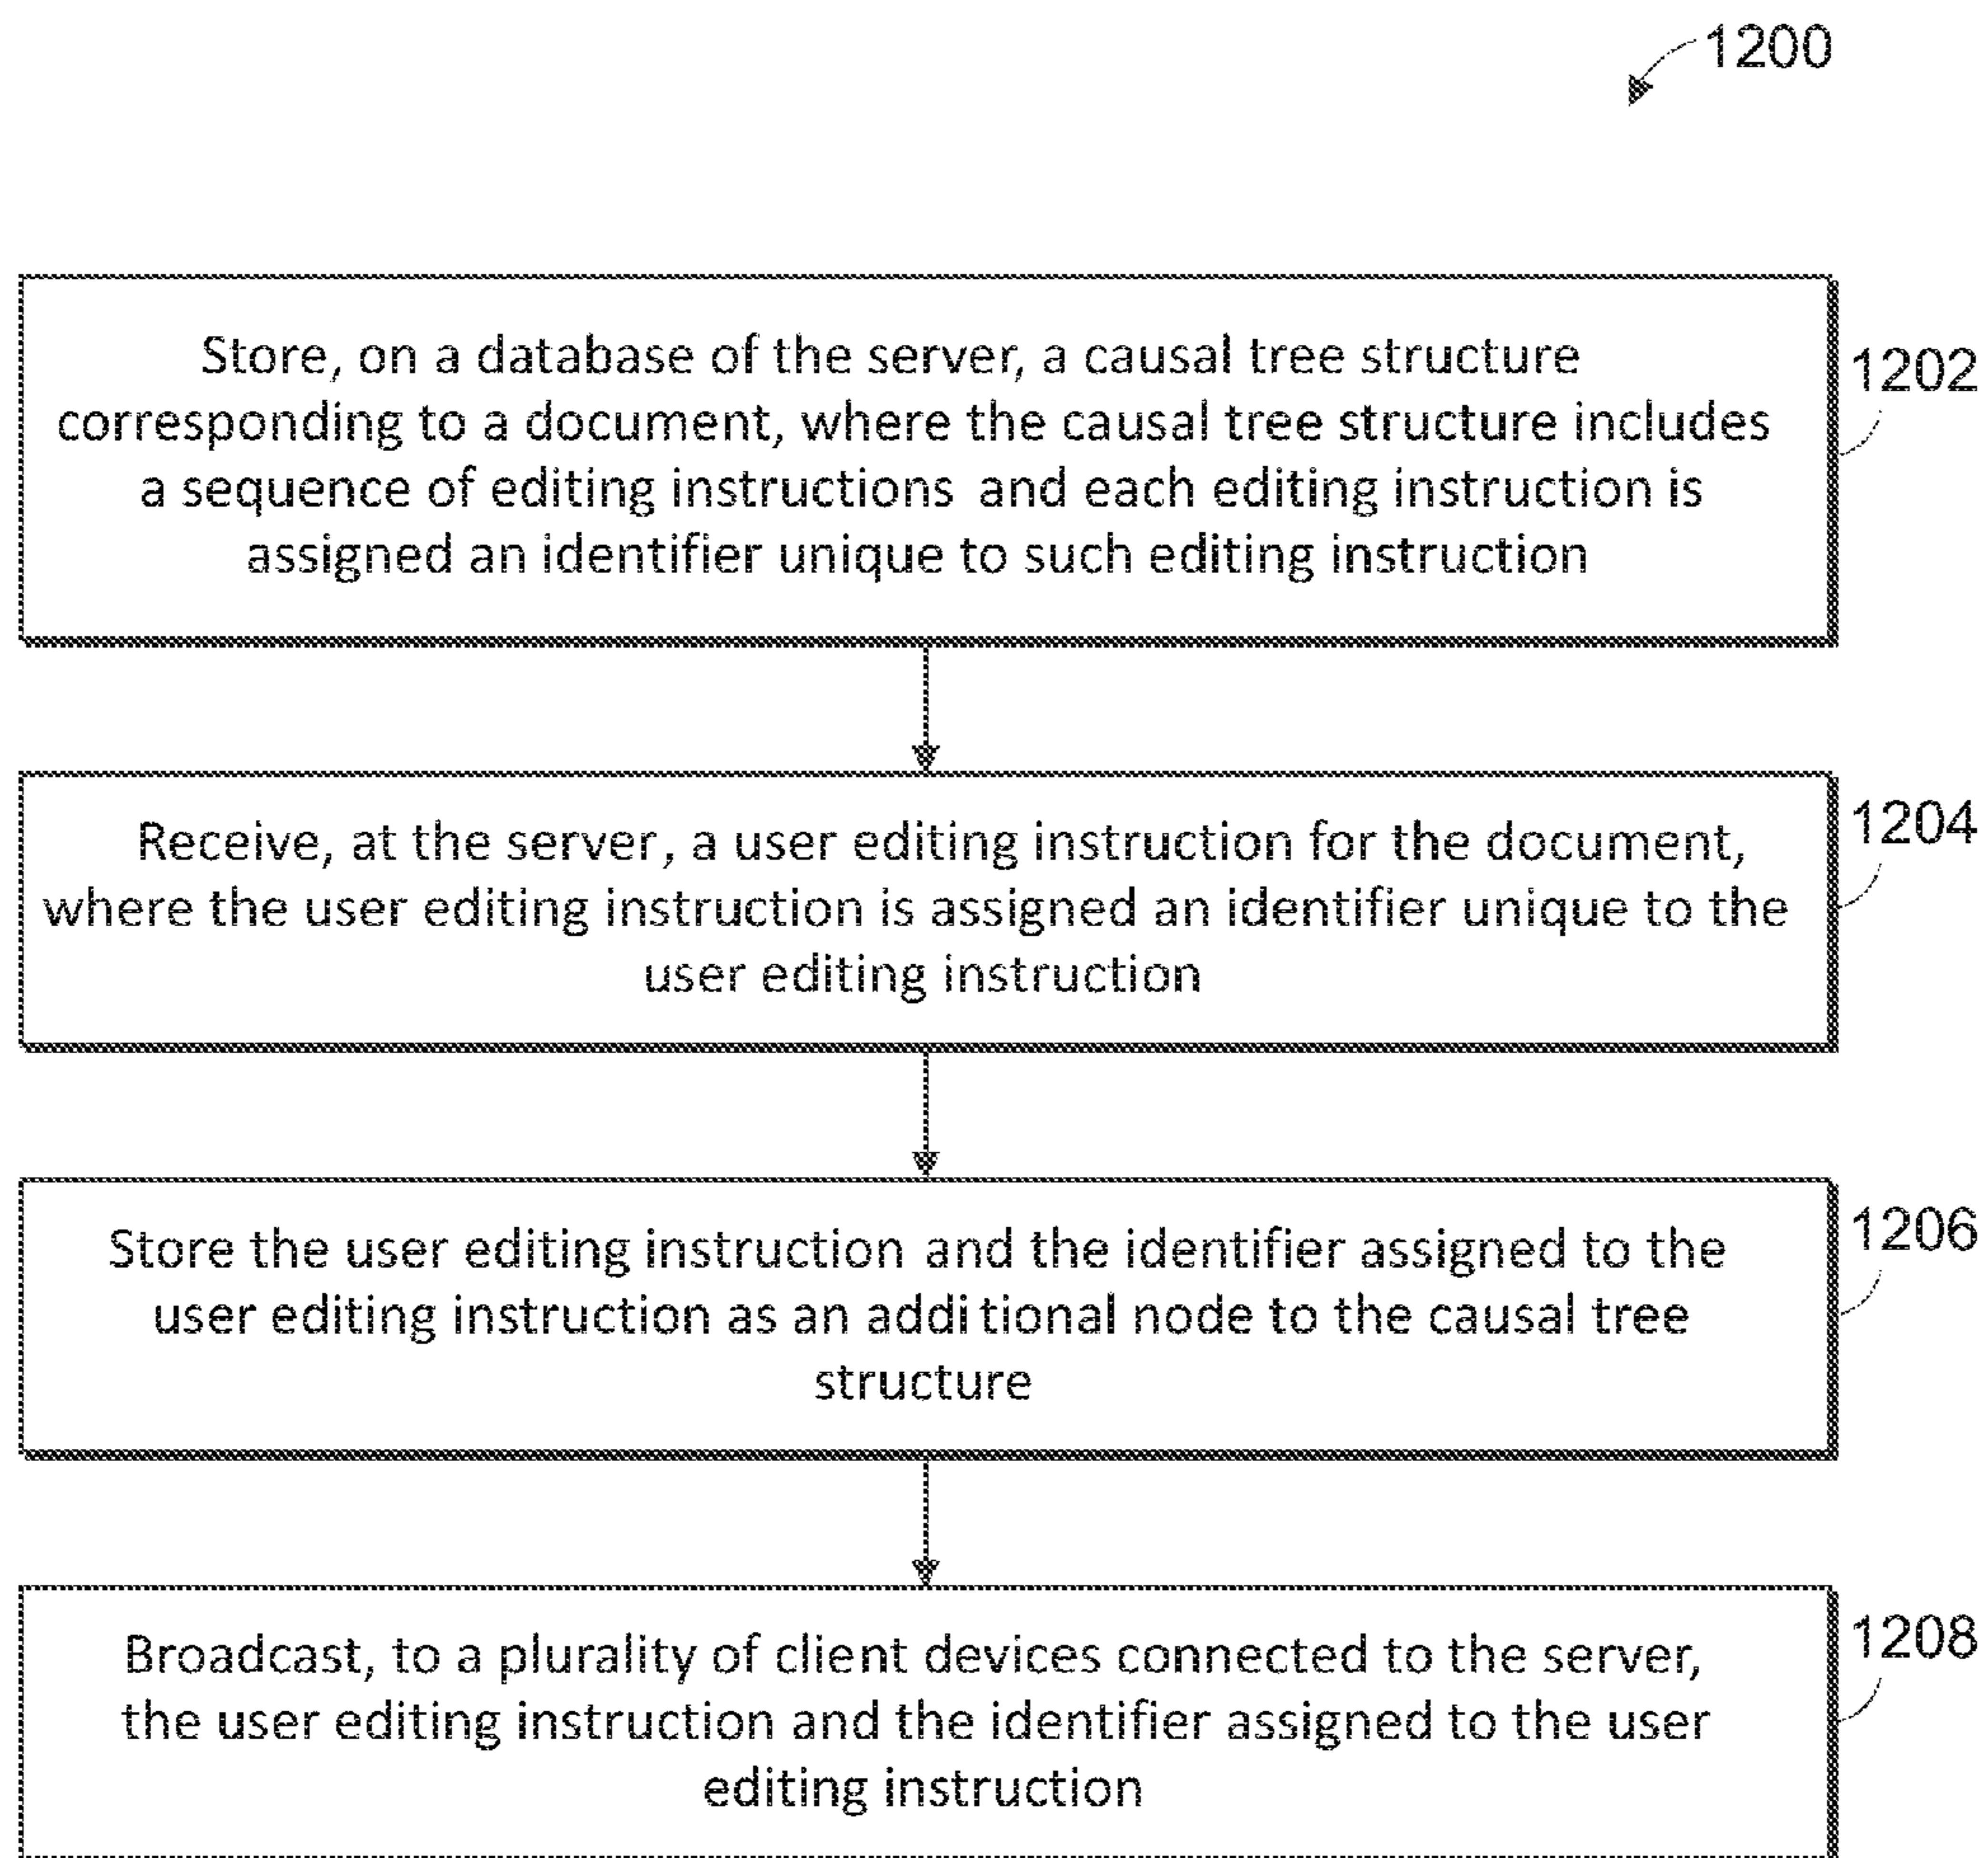 1200
Store, on a database of the server, a causal tree structure
corresponding to a document, where the causal tree structure includes
a sequence of editing instructions and each editing instruction is
assigned an identifier unique to such editing instruction
1202
Receive, at the server, a user editing instruction for the document,
where the user editing instruction is assigned an identifier unique to the
user editing instruction
1204
Store the user editing instruction and the identifier assigned to the
user editing instruction as an additional node to the causal tree
structure
1206
Broadcast, to a plurality of client devices connected to the server,
the user editing instruction and the identifier assigned to the user
editing instruction
1208